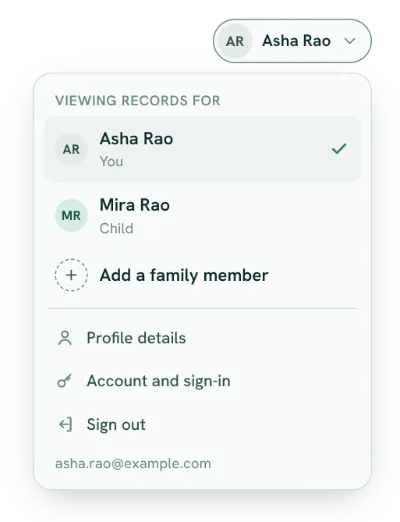 AR Asha Rao
VIEWING RECORDS FOR
AR Asha Rao
You
MR Mira Rao
Child
Add a family member
Profile details
Account and sign-in
Sign out
asha.rao@example.com